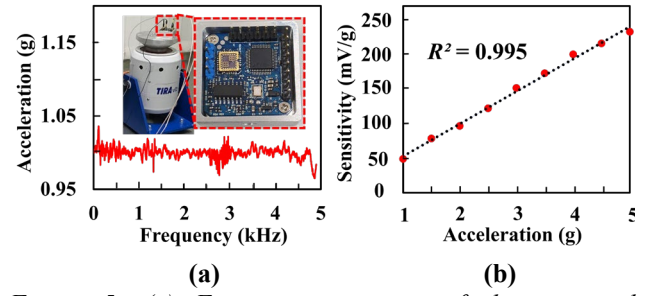 1.15
1.05
0.95
Acceleration (g)
TIRA
0 1 2 3 4 5
Frequency (kHz)
(a)
250
200
150
100
50
0
Sensitivity (mV/g)
R² = 0.995
1 2 3 4 5
Acceleration (g)
(b)